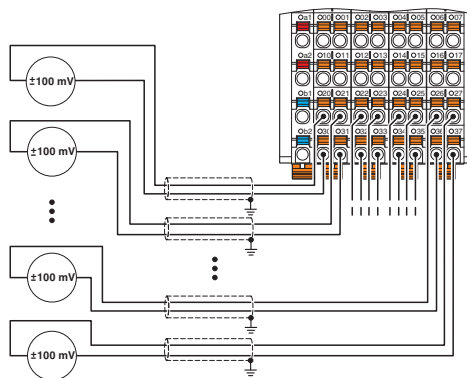 a1 00 01 02 03 04 05 06 07
a2 10 11 12 13 14 15 16 17
b1 20 21 22 23 24 25 26 27
b2 30 31 32 33 34 35 36 37
±100 mV
±100 mV
±100 mV
±100 mV